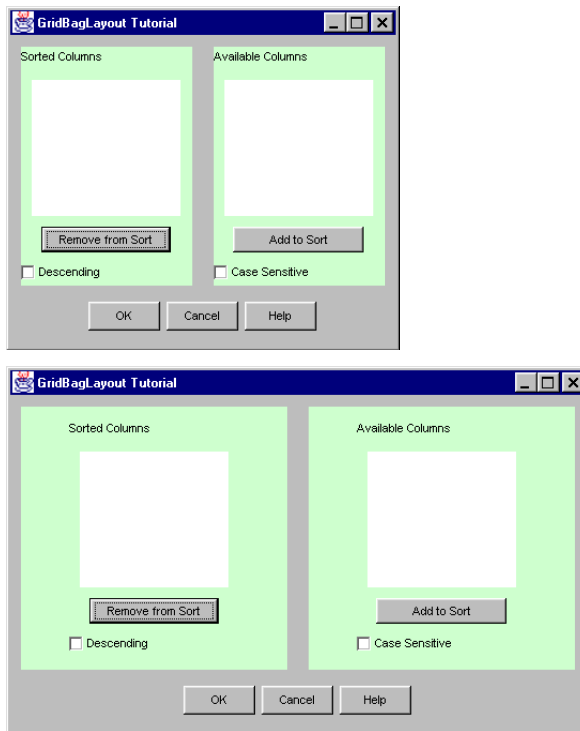 GridBagLayout Tutorial
Sorted Columns Available Columns
Remove from Sort Add to Sort
Descending Case Sensitive
OK Cancel Help
GridBagLayout Tutorial
Sorted Columns Available Columns
Remove from Sort Add to Sort
Descending Case Sensitive
OK Cancel Help